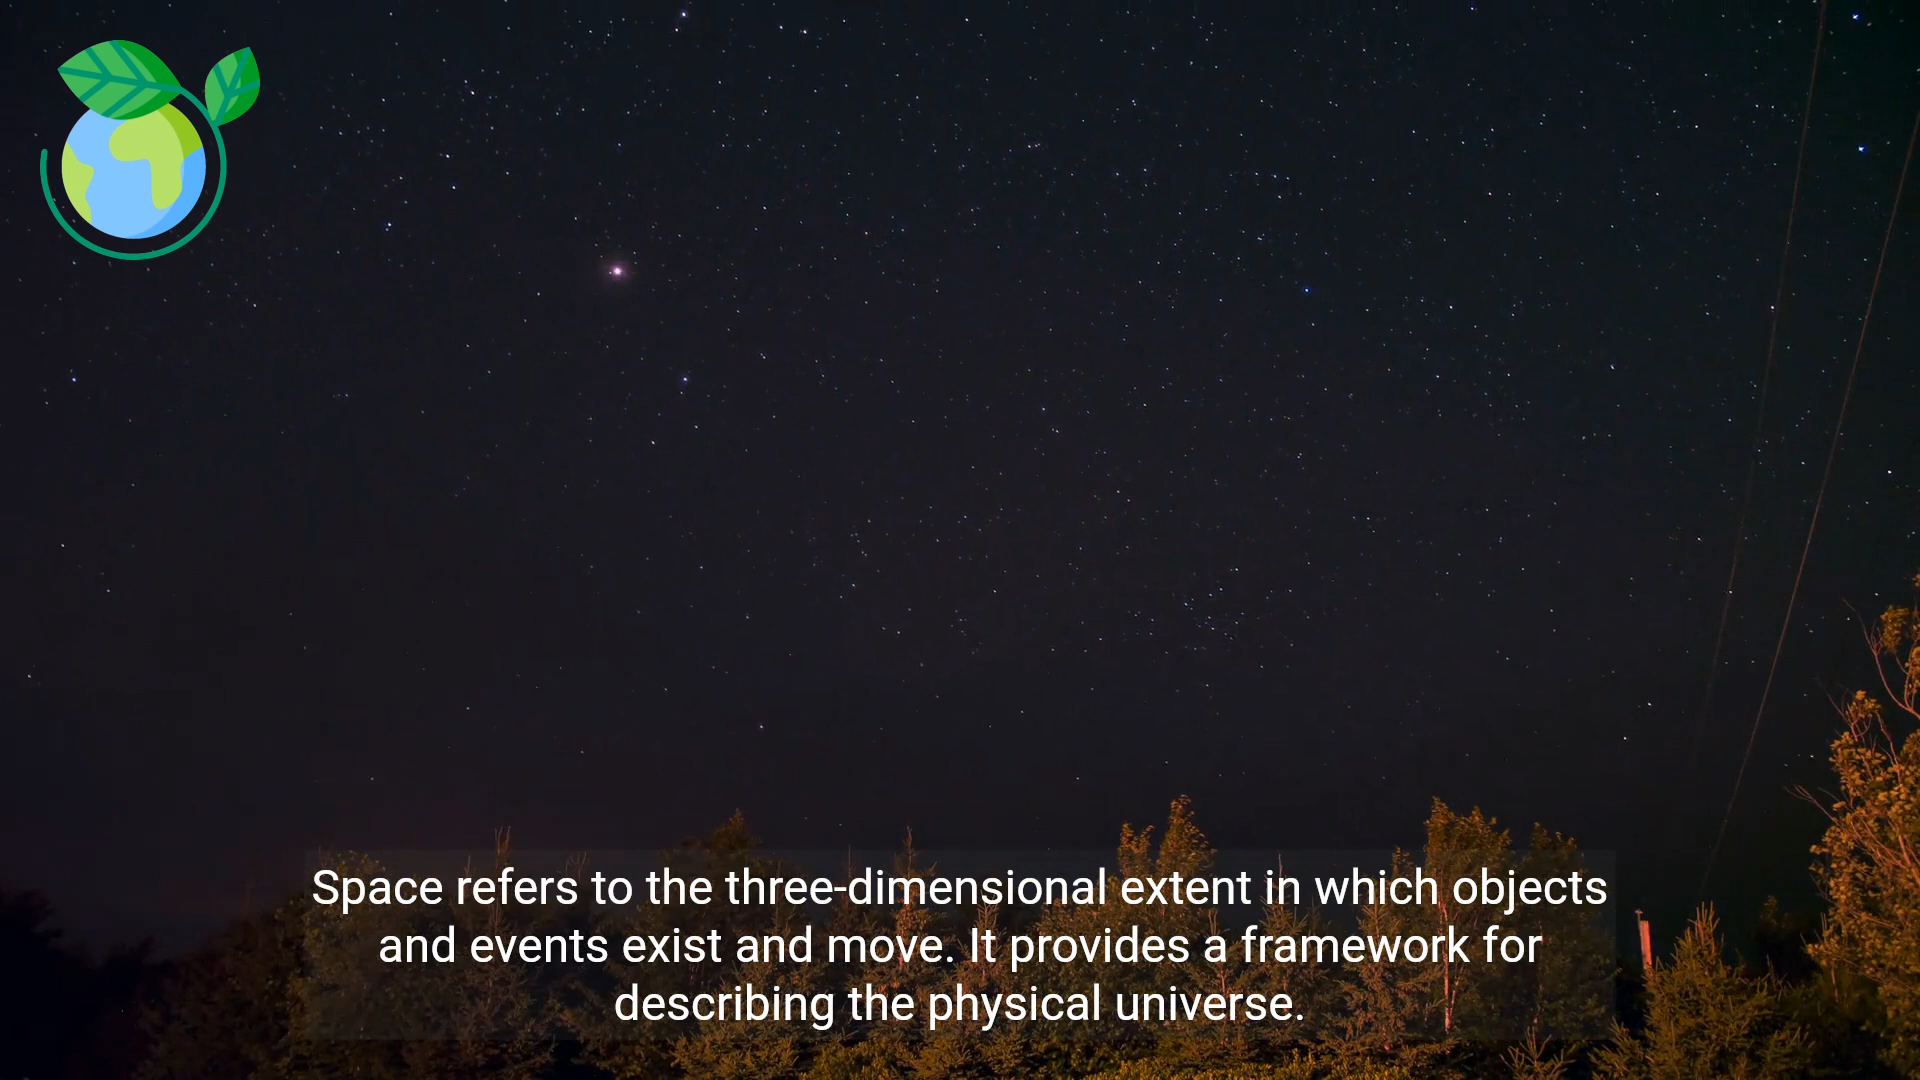 Space refers to the three-dimensional extent in which objects
and events exist and move. It provides a framework for
describing the physical universe.